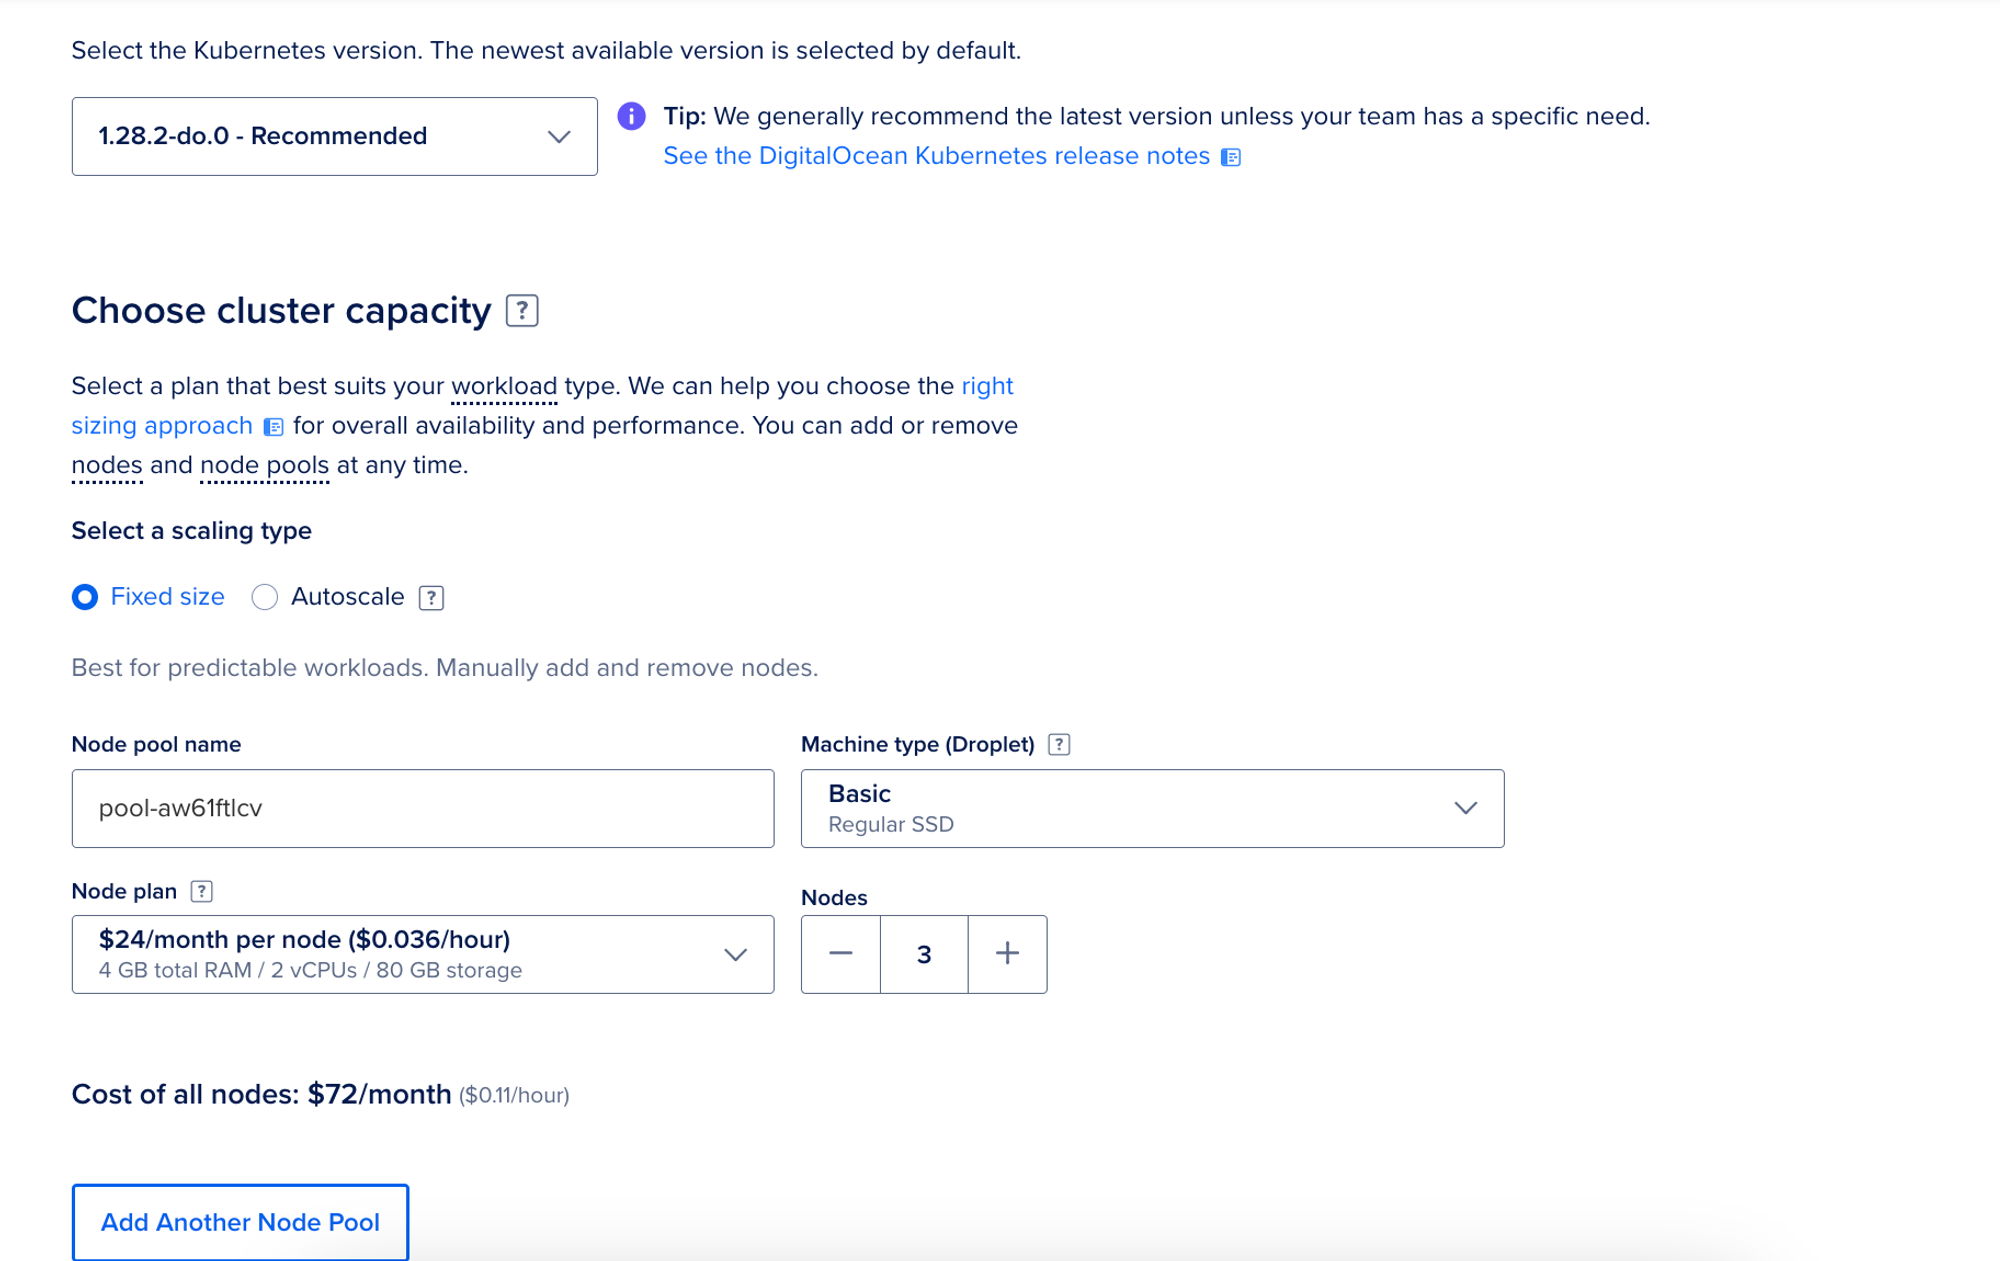 Select the Kubernetes version. The newest available version is selected by default.
1.28.2-do.0 - Recommended
Tip: We generally recommend the latest version unless your team has a specific need.
See the DigitalOcean Kubernetes release notes
Choose cluster capacity ?
Select a plan that best suits your workload type. We can help you choose the right
sizing approach for overall availability and performance. You can add or remove
nodes and node pools at any time.
Select a scaling type
Fixed size Autoscale ?
Best for predictable workloads. Manually add and remove nodes.
Node pool name
pool-aw61ftlcv
Machine type (Droplet) ?
Basic
Regular SSD
Node plan ?
$24/month per node ($0.036/hour)
4 GB total RAM / 2 vCPUs / 80 GB storage
Nodes
3
Cost of all nodes: $72/month ($0.11/hour)
Add Another Node Pool